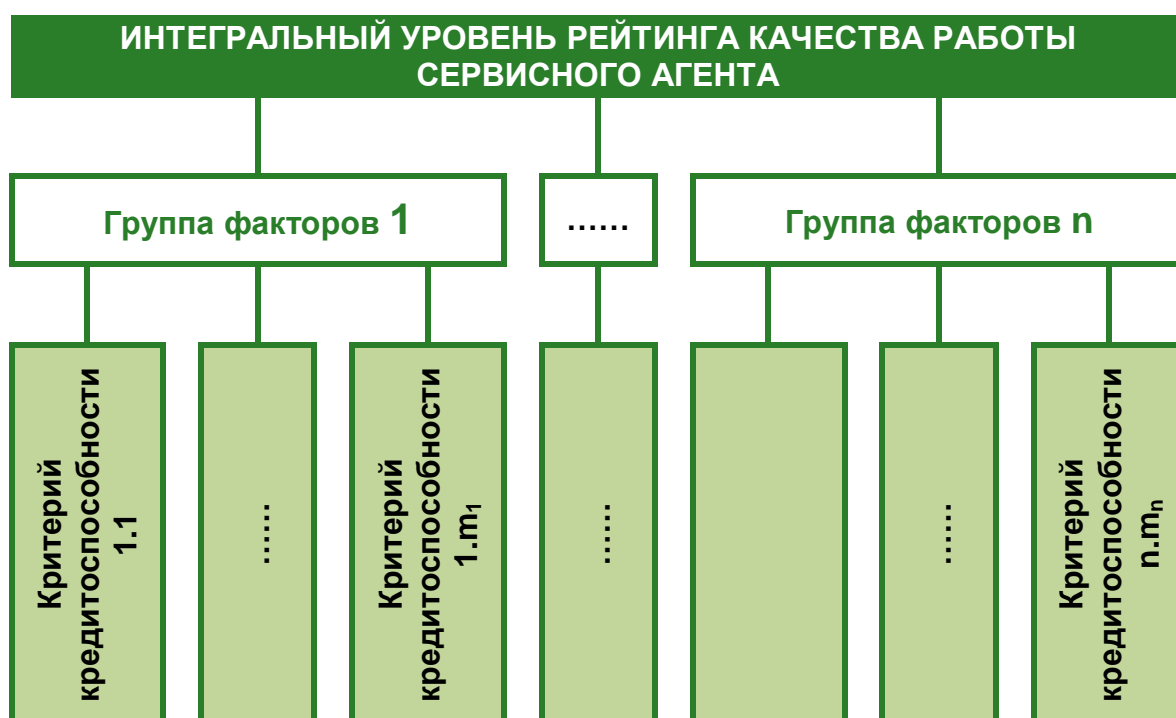 ИНТЕГРАЛЬНЫЙ УРОВЕНЬ РЕЙТИНГА КАЧЕСТВА РАБОТЫ
СЕРВИСНОГО АГЕНТА
Группа факторов 1
......
Группа факторов n
Критерий
кредитоспособности
1.1
......
Критерий
кредитоспособности
1.m₁
......
......
Критерий
кредитоспособности
n.mₙ